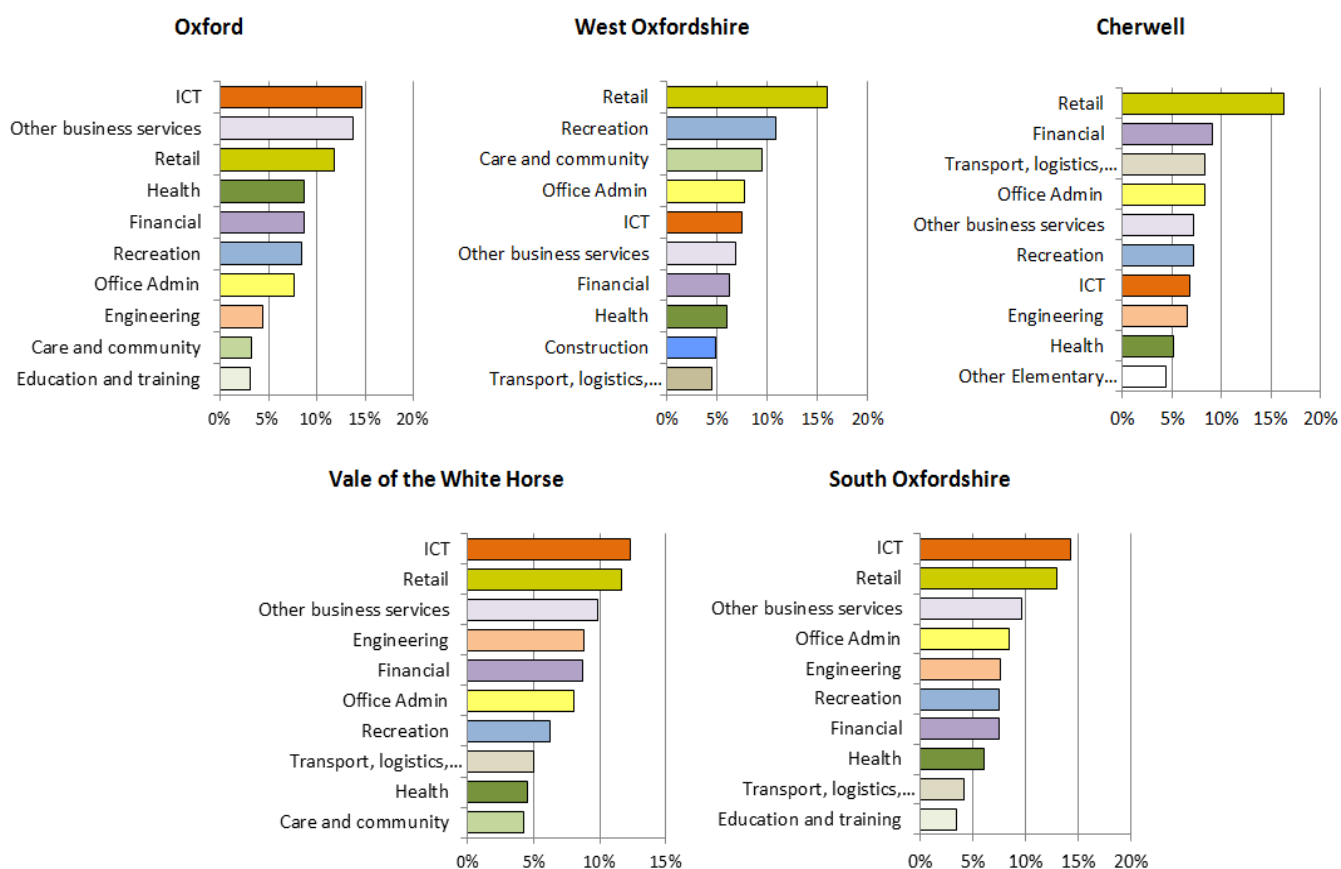 Oxford
ICT
Other business services
Retail
Health
Financial
Recreation
Office Admin
Engineering
Care and community
Education and training
0% 5% 10% 15% 20%
West Oxfordshire
Retail
Recreation
Care and community
Office Admin
ICT
Other business services
Financial
Health
Construction
Transport, logistics,...
0% 5% 10% 15% 20%
Cherwell
Retail
Financial
Transport, logistics,...
Office Admin
Other business services
Recreation
ICT
Engineering
Health
Other Elementary...
0% 5% 10% 15% 20%
Vale of the White Horse
ICT
Retail
Other business services
Engineering
Financial
Office Admin
Recreation
Transport, logistics,...
Health
Care and community
0% 5% 10% 15%
South Oxfordshire
ICT
Retail
Other business services
Office Admin
Engineering
Recreation
Financial
Health
Transport, logistics,...
Education and training
0% 5% 10% 15% 20%